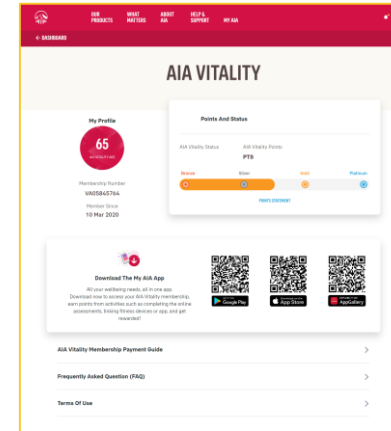 OUR PRODUCTS
WHAT MATTERS
ABOUT AIA
HELP & SUPPORT
MY AIA
← DASHBOARD
AIA VITALITY
My Profile
65
Membership Number
VA05845764
Member Since
10 Mar 2020
Points And Status
AIA Vitality Status
AIA Vitality Points
PT8
Bronze
Silver
Gold
Platinum
POINTS STATEMENT
Download The My AIA App
All your wellbeing needs, all in one app.
Download now to access your AIA Vitality membership,
earn points from activities such as completing the online
assessments, linking fitness devices or app, and get
rewarded!
Google Play
App Store
AppGallery
AIA Vitality Membership Payment Guide
Frequently Asked Question (FAQ)
Terms Of Use